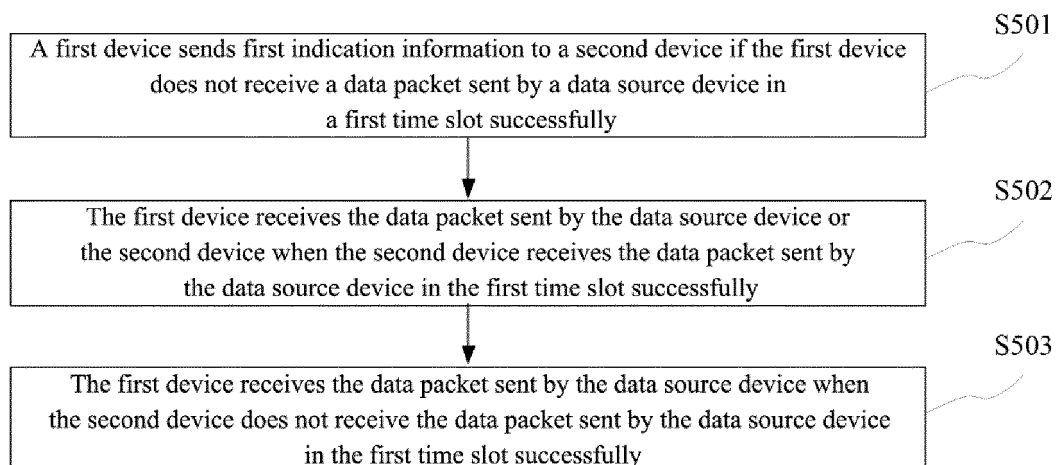 S501
A first device sends first indication information to a second device if the first device
does not receive a data packet sent by a data source device in
a first time slot successfully
S502
The first device receives the data packet sent by the data source device or
the second device when the second device receives the data packet sent by
the data source device in the first time slot successfully
S503
The first device receives the data packet sent by the data source device when
the second device does not receive the data packet sent by the data source device
in the first time slot successfully